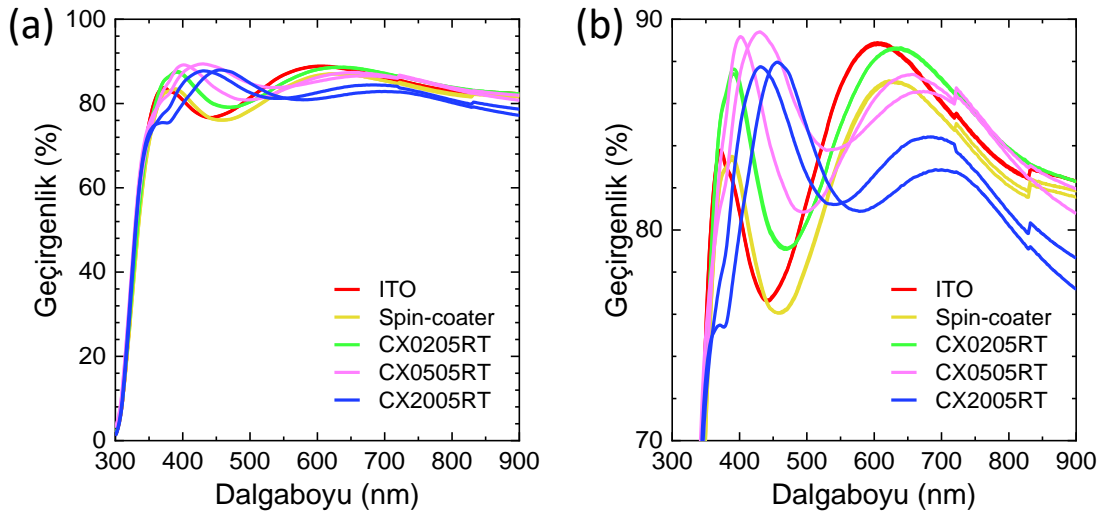 (a)
100
80
60
40
20
0
Geçirgenlik (%)
ITO
Spin-coater
CX0205RT
CX0505RT
CX2005RT
300 400 500 600 700 800 900
Dalgaboyu (nm)
(b)
90
80
70
Geçirgenlik (%)
ITO
Spin-coater
CX0205RT
CX0505RT
CX2005RT
300 400 500 600 700 800 900
Dalgaboyu (nm)